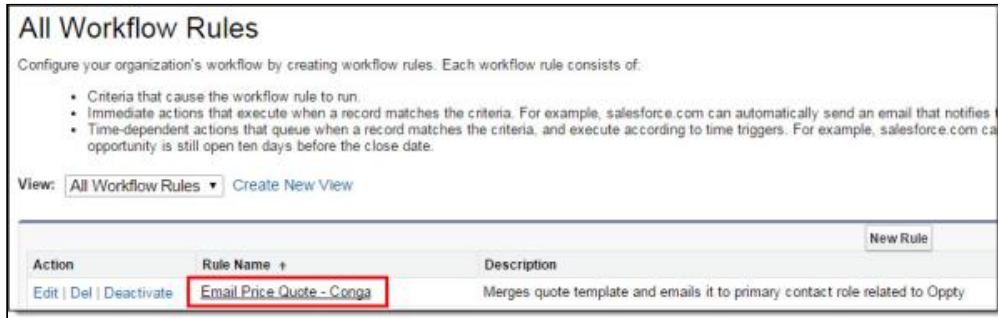 All Workflow Rules
Configure your organization's workflow by creating workflow rules. Each workflow rule consists of:
• Criteria that cause the workflow rule to run.
• Immediate actions that execute when a record matches the criteria. For example, salesforce.com can automatically send an email that notifies
• Time-dependent actions that queue when a record matches the criteria, and execute according to time triggers. For example, salesforce.com ca
opportunity is still open ten days before the close date.
View: All Workflow Rules ▼ Create New View
New Rule
Action Rule Name ↑ Description
Edit | Del | Deactivate Email Price Quote - Conga Merges quote template and emails it to primary contact role related to Oppty